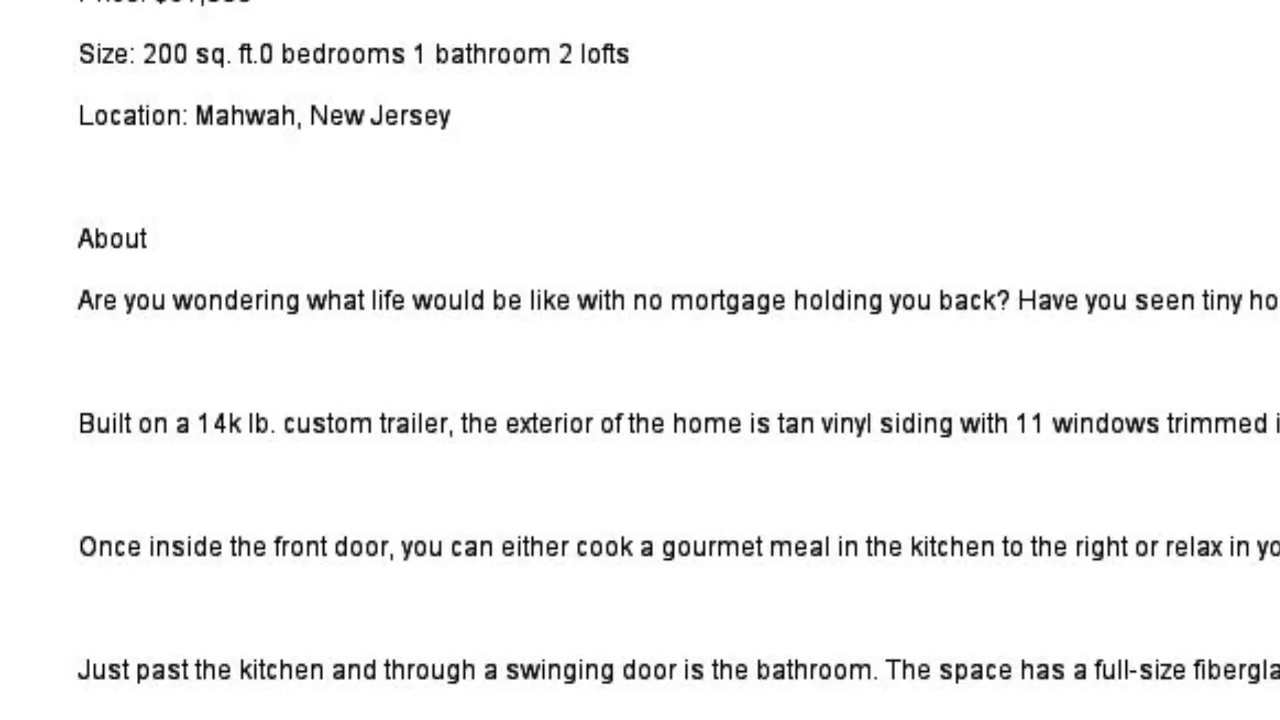 Size: 200 sq. ft.0 bedrooms 1 bathroom 2 lofts
Location: Mahwah, New Jersey
About
Are you wondering what life would be like with no mortgage holding you back? Have you seen tiny ho
Built on a 14k lb. custom trailer, the exterior of the home is tan vinyl siding with 11 windows trimmed i
Once inside the front door, you can either cook a gourmet meal in the kitchen to the right or relax in yo
Just past the kitchen and through a swinging door is the bathroom. The space has a full-size fibergla